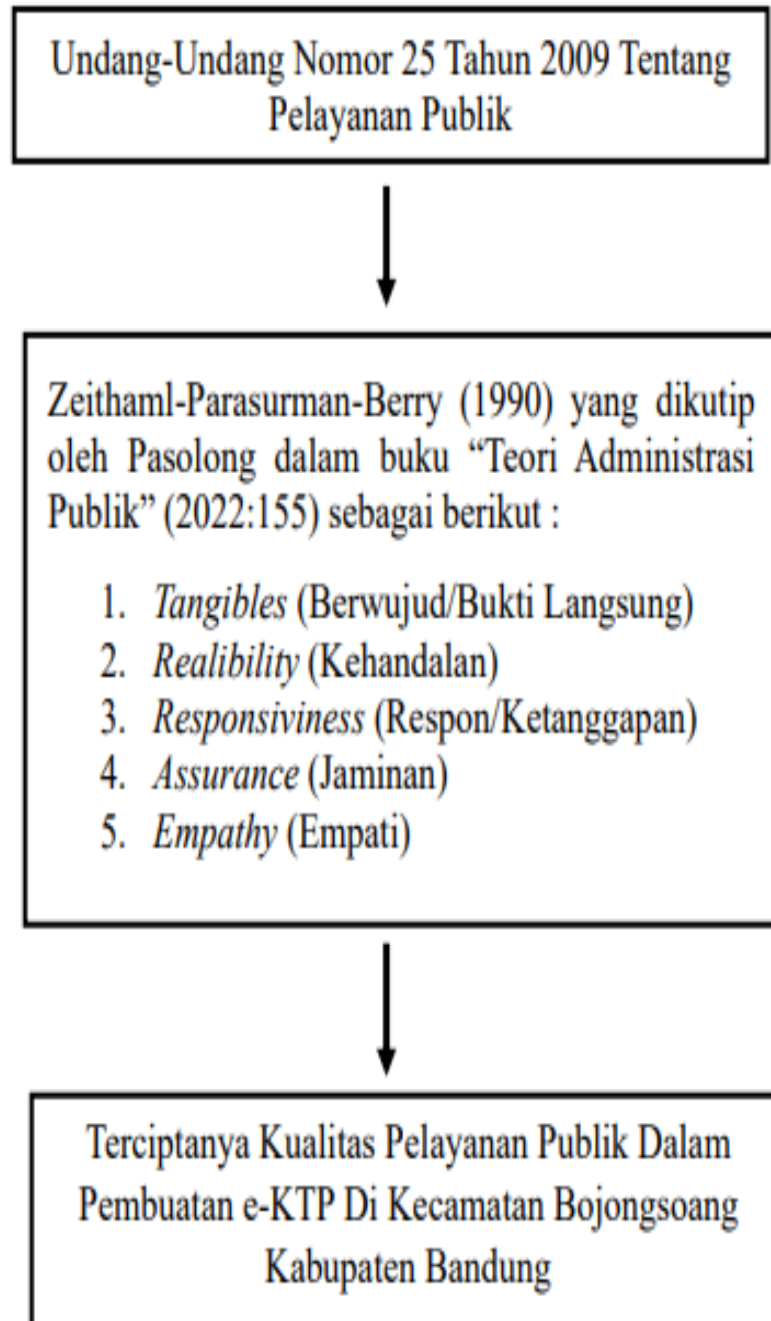 Undang-Undang Nomor 25 Tahun 2009 Tentang
Pelayanan Publik
Zeithaml-Parasurman-Berry (1990) yang dikutip
oleh Pasolong dalam buku “Teori Administrasi
Publik” (2022:155) sebagai berikut :
1. Tangibles (Berwujud/Bukti Langsung)
2. Realibility (Kehandalan)
3. Responsiviness (Respon/Ketanggapan)
4. Assurance (Jaminan)
5. Empathy (Empati)
Terciptanya Kualitas Pelayanan Publik Dalam
Pembuatan e-KTP Di Kecamatan Bojongsoang
Kabupaten Bandung